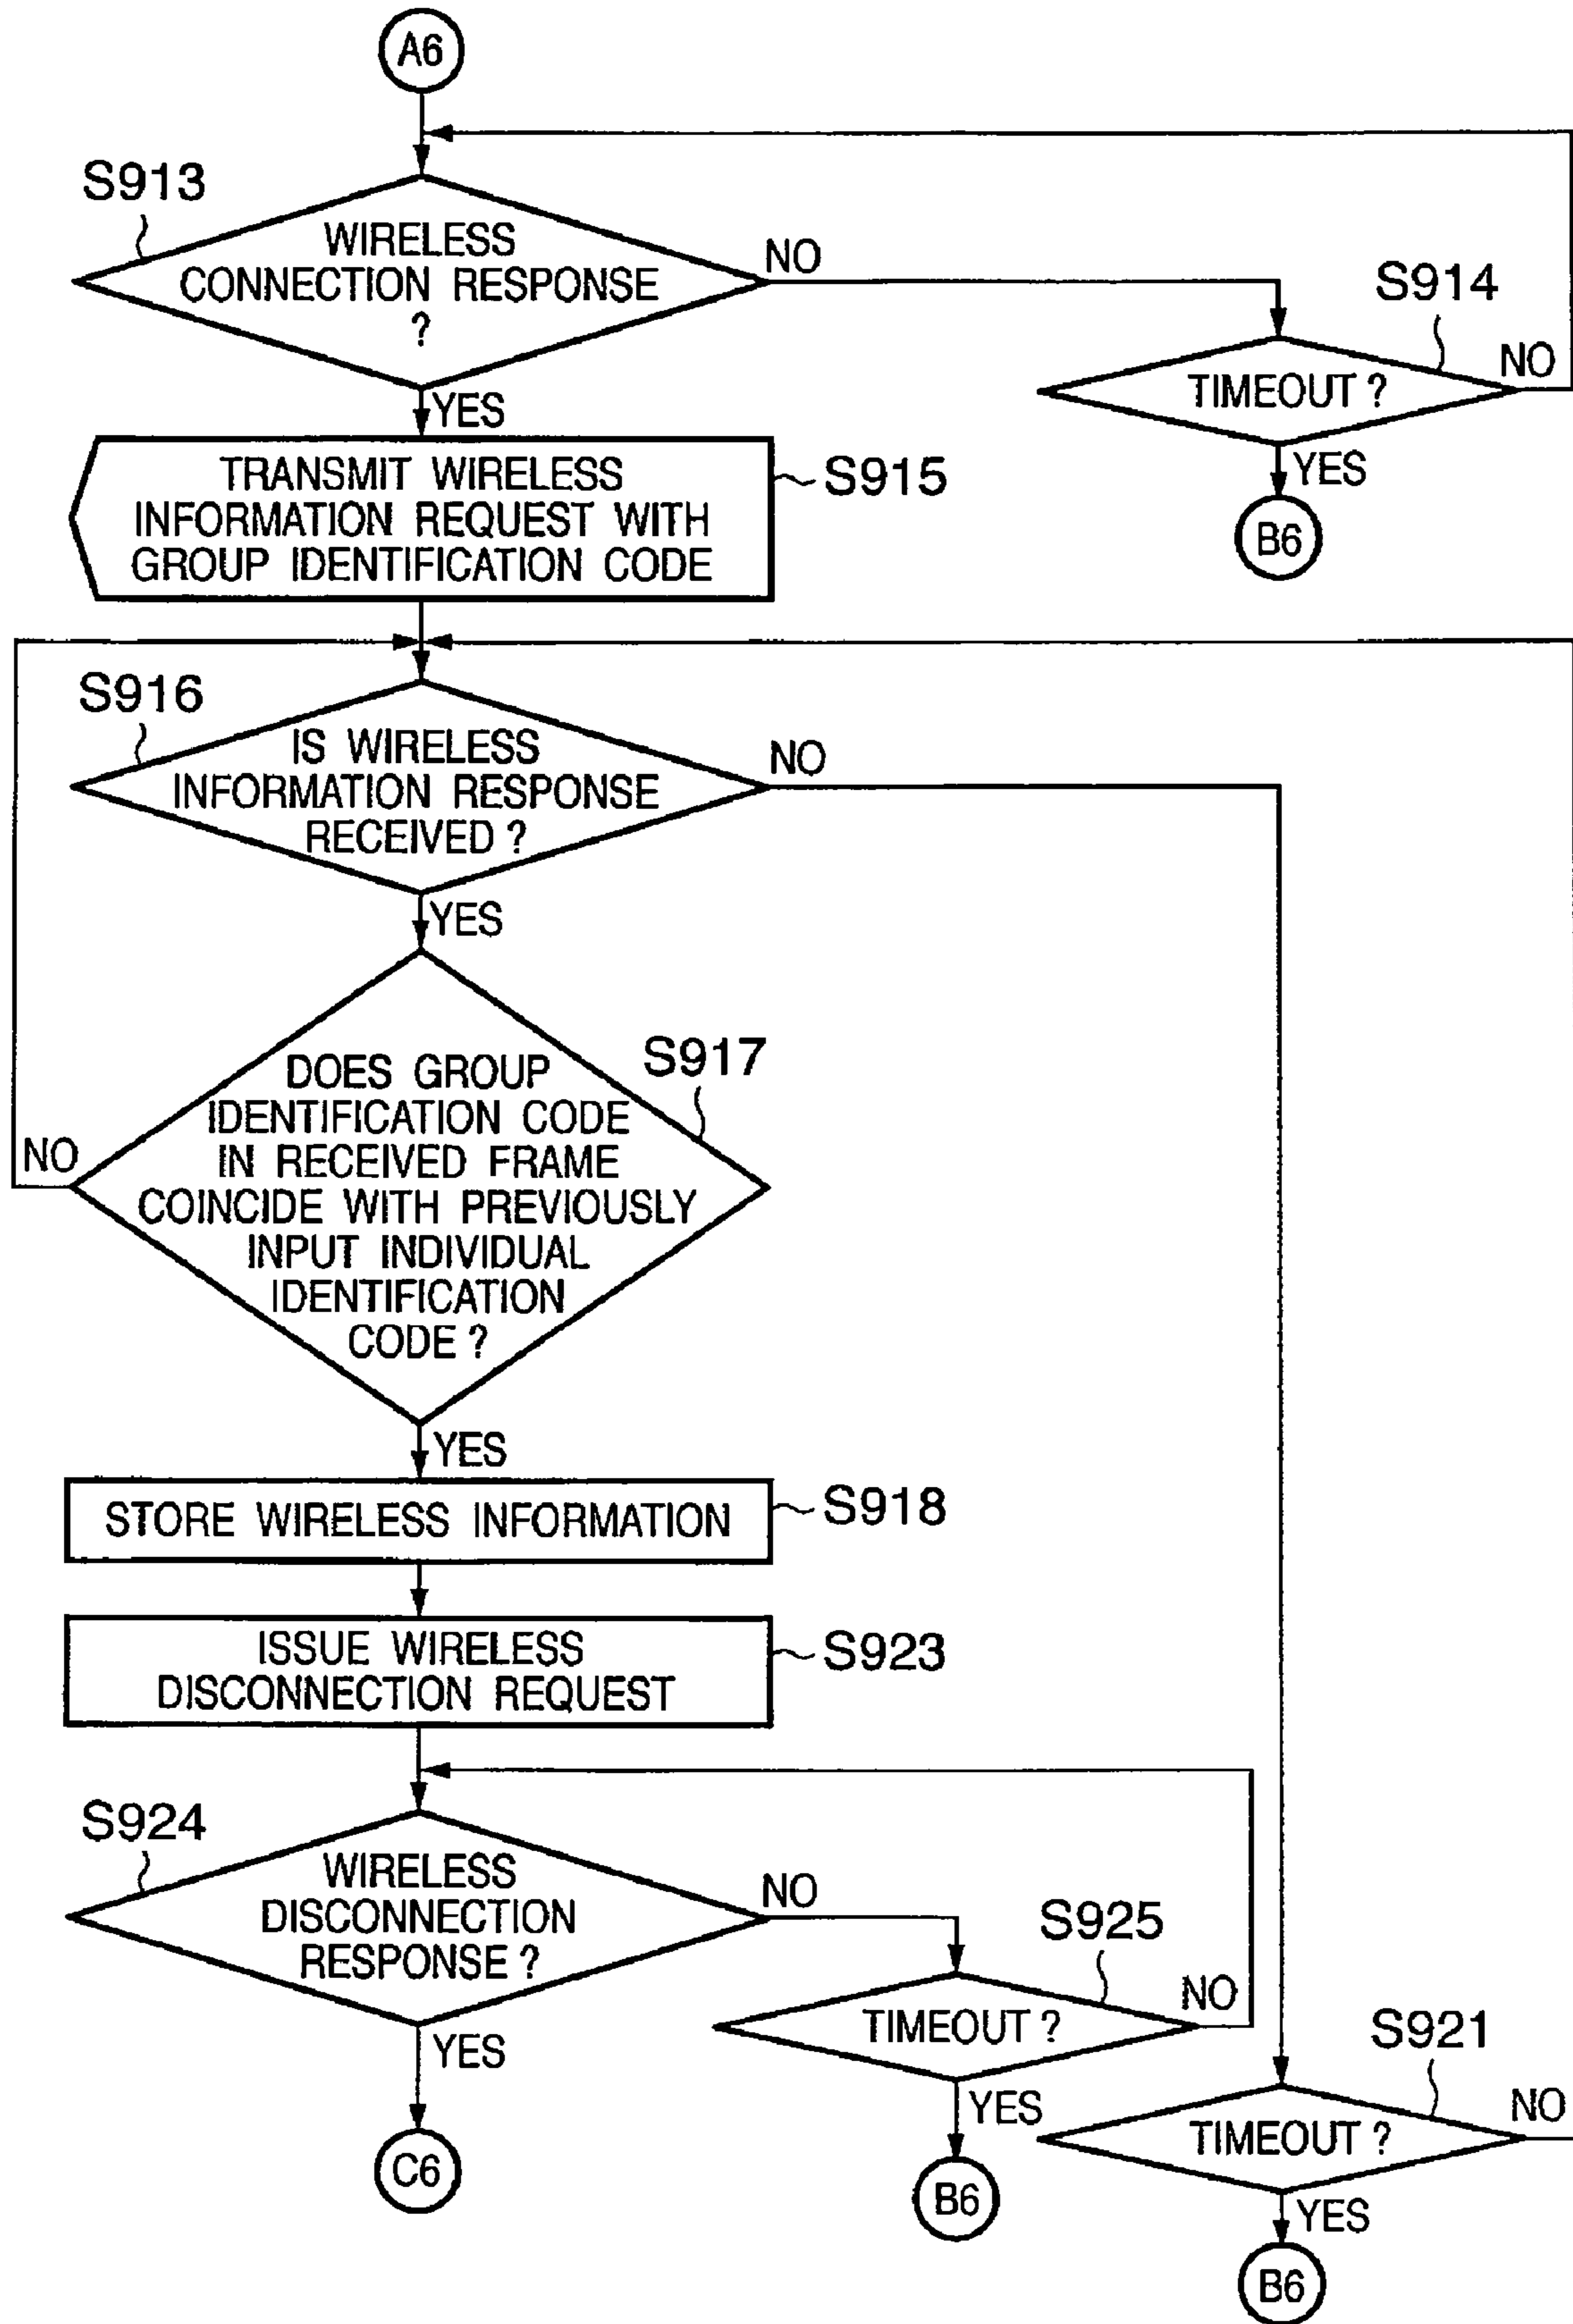 A6
S913
WIRELESS
CONNECTION RESPONSE
?
NO
S914
TIMEOUT ?
NO
YES
B6
YES
TRANSMIT WIRELESS
INFORMATION REQUEST WITH
GROUP IDENTIFICATION CODE
S915
S916
IS WIRELESS
INFORMATION RESPONSE
RECEIVED ?
NO
YES
S917
DOES GROUP
IDENTIFICATION CODE
IN RECEIVED FRAME
COINCIDE WITH PREVIOUSLY
INPUT INDIVIDUAL
IDENTIFICATION
CODE ?
NO
YES
STORE WIRELESS INFORMATION
S918
ISSUE WIRELESS
DISCONNECTION REQUEST
S923
S924
WIRELESS
DISCONNECTION
RESPONSE ?
NO
YES
C6
S925
TIMEOUT ?
NO
YES
B6
S921
TIMEOUT ?
NO
YES
B6